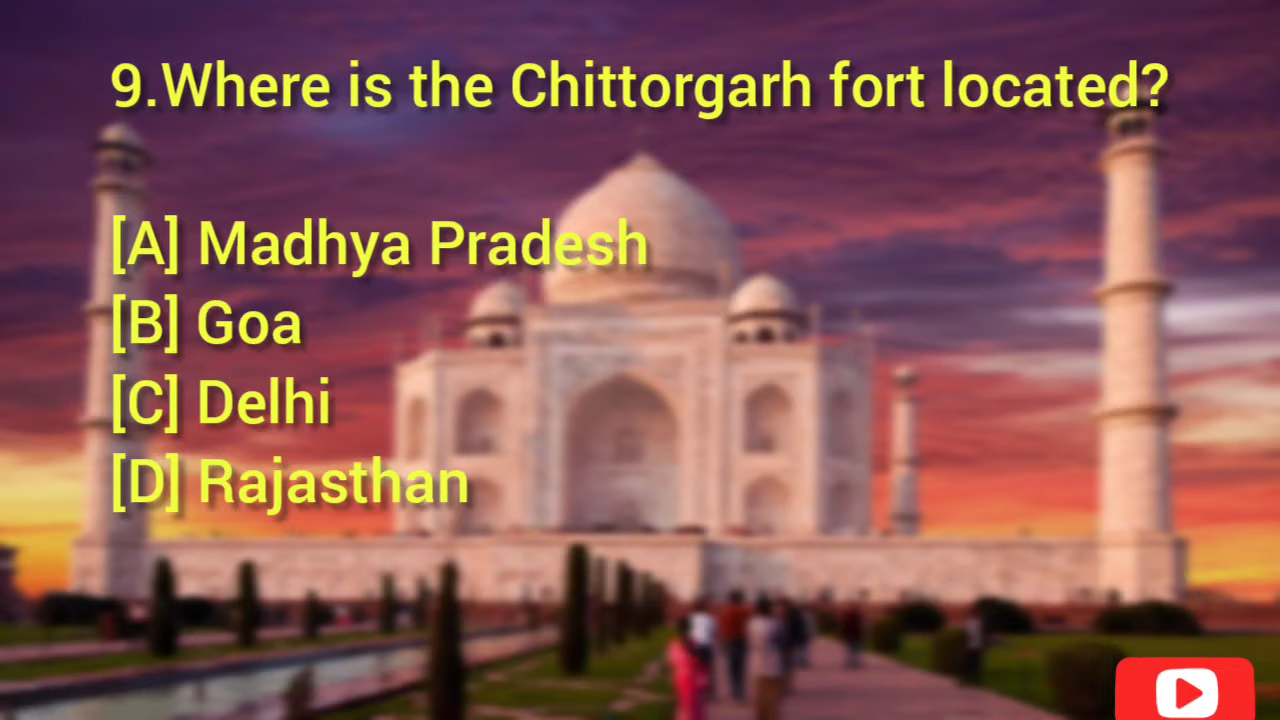 9.Where is the Chittorgarh fort located?
[A] Madhya Pradesh
[B] Goa
[C] Delhi
[D] Rajasthan